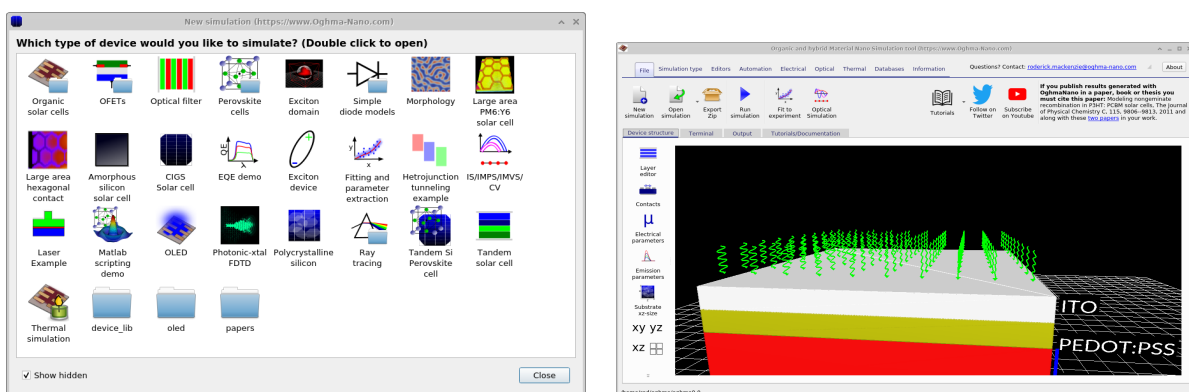 New simulation (https://www.Oghma-Nano.com)
Which type of device would you like to simulate? (Double click to open)
Organic
solar cells
OFETs
Optical filter
Perovskite
cells
Exciton
domain
Simple
diode models
Morphology
Large area
PM6:Y6
solar cell
Large area
hexagonal
contact
Amorphous
silicon
solar cell
CIGS
Solar cell
QE
λ
EQE demo
Exciton
device
y
x
Fitting and
parameter
extraction
Hetrojunction
tunneling
example
IS/IMPS/IMVS/
CV
Laser
Example
Matlab
scripting
demo
OLED
Photonic-xtal
FDTD
Polycrystalline
silicon
Ray
tracing
Tandem Si
Perovskite
cell
Tandem
solar cell
Thermal
simulation
device_lib
oled
papers
Show hidden
Close
Organic and hybrid Material Nano Simulation tool (https://www.Oghma-Nano.com)
File Simulation type Editors Automation Electrical Optical Thermal Databases Information
Questions? Contact: roderick.mackenzie@oghma-nano.com
About
New
simulation
Open
simulation
Export
Zip
Run
simulation
Fit to
experiment
Optical
Simulation
Tutorials
Follow on
Twitter
Subscribe
on Youtube
If you publish results generated with
OghmaNano in a paper, book or thesis you
must cite this paper: Modeling nongeminate
recombination in P3HT: PCBM solar cells, The Journal
of Physical Chemistry C, 115, 9806–9813, 2011 and
along with these two papers in your work.
Device structure Terminal Output Tutorials/Documentation
Layer
editor
Contacts
μ
Electrical
parameters
Emission
parameters
Substrate
xz-size
xy yz
xz
ITO
PEDOT:PSS